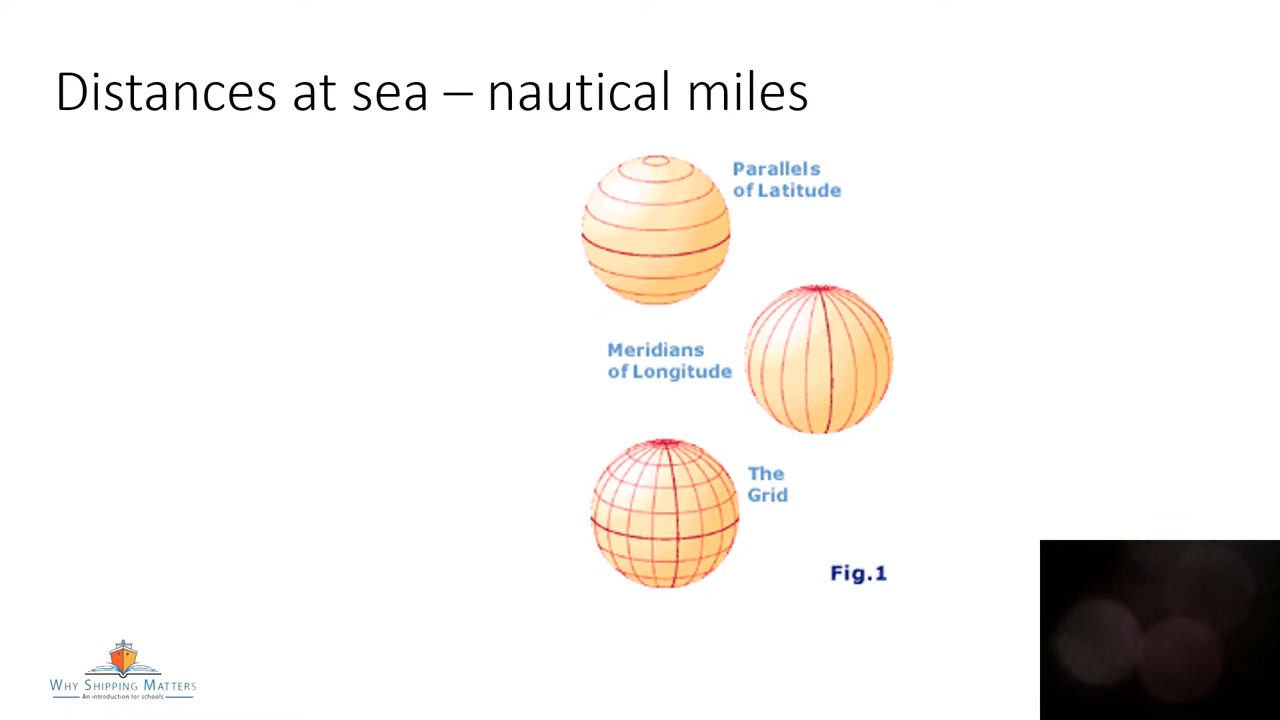 Distances at sea – nautical miles
Parallels
of Latitude
Meridians
of Longitude
The
Grid
Fig.1
WHY SHIPPING MATTERS
An introduction for schools